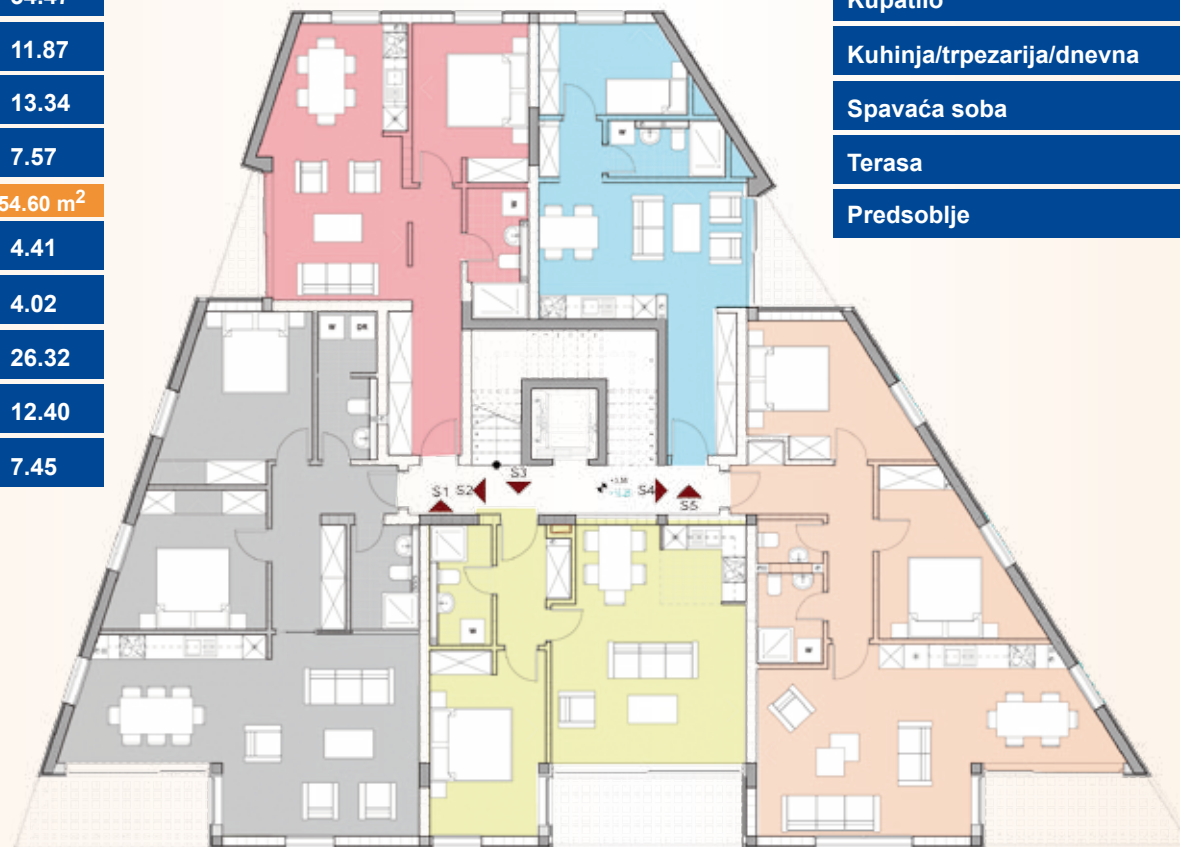 11.87
13.34
7.57
54.60 m²
4.41
4.02
26.32
12.40
7.45
Kuhinja/trpezarija/dnevna
Spavaća soba
Terasa
Predsoblje
W
W
W DR
S1 S2 S3
S4 S5
W
W